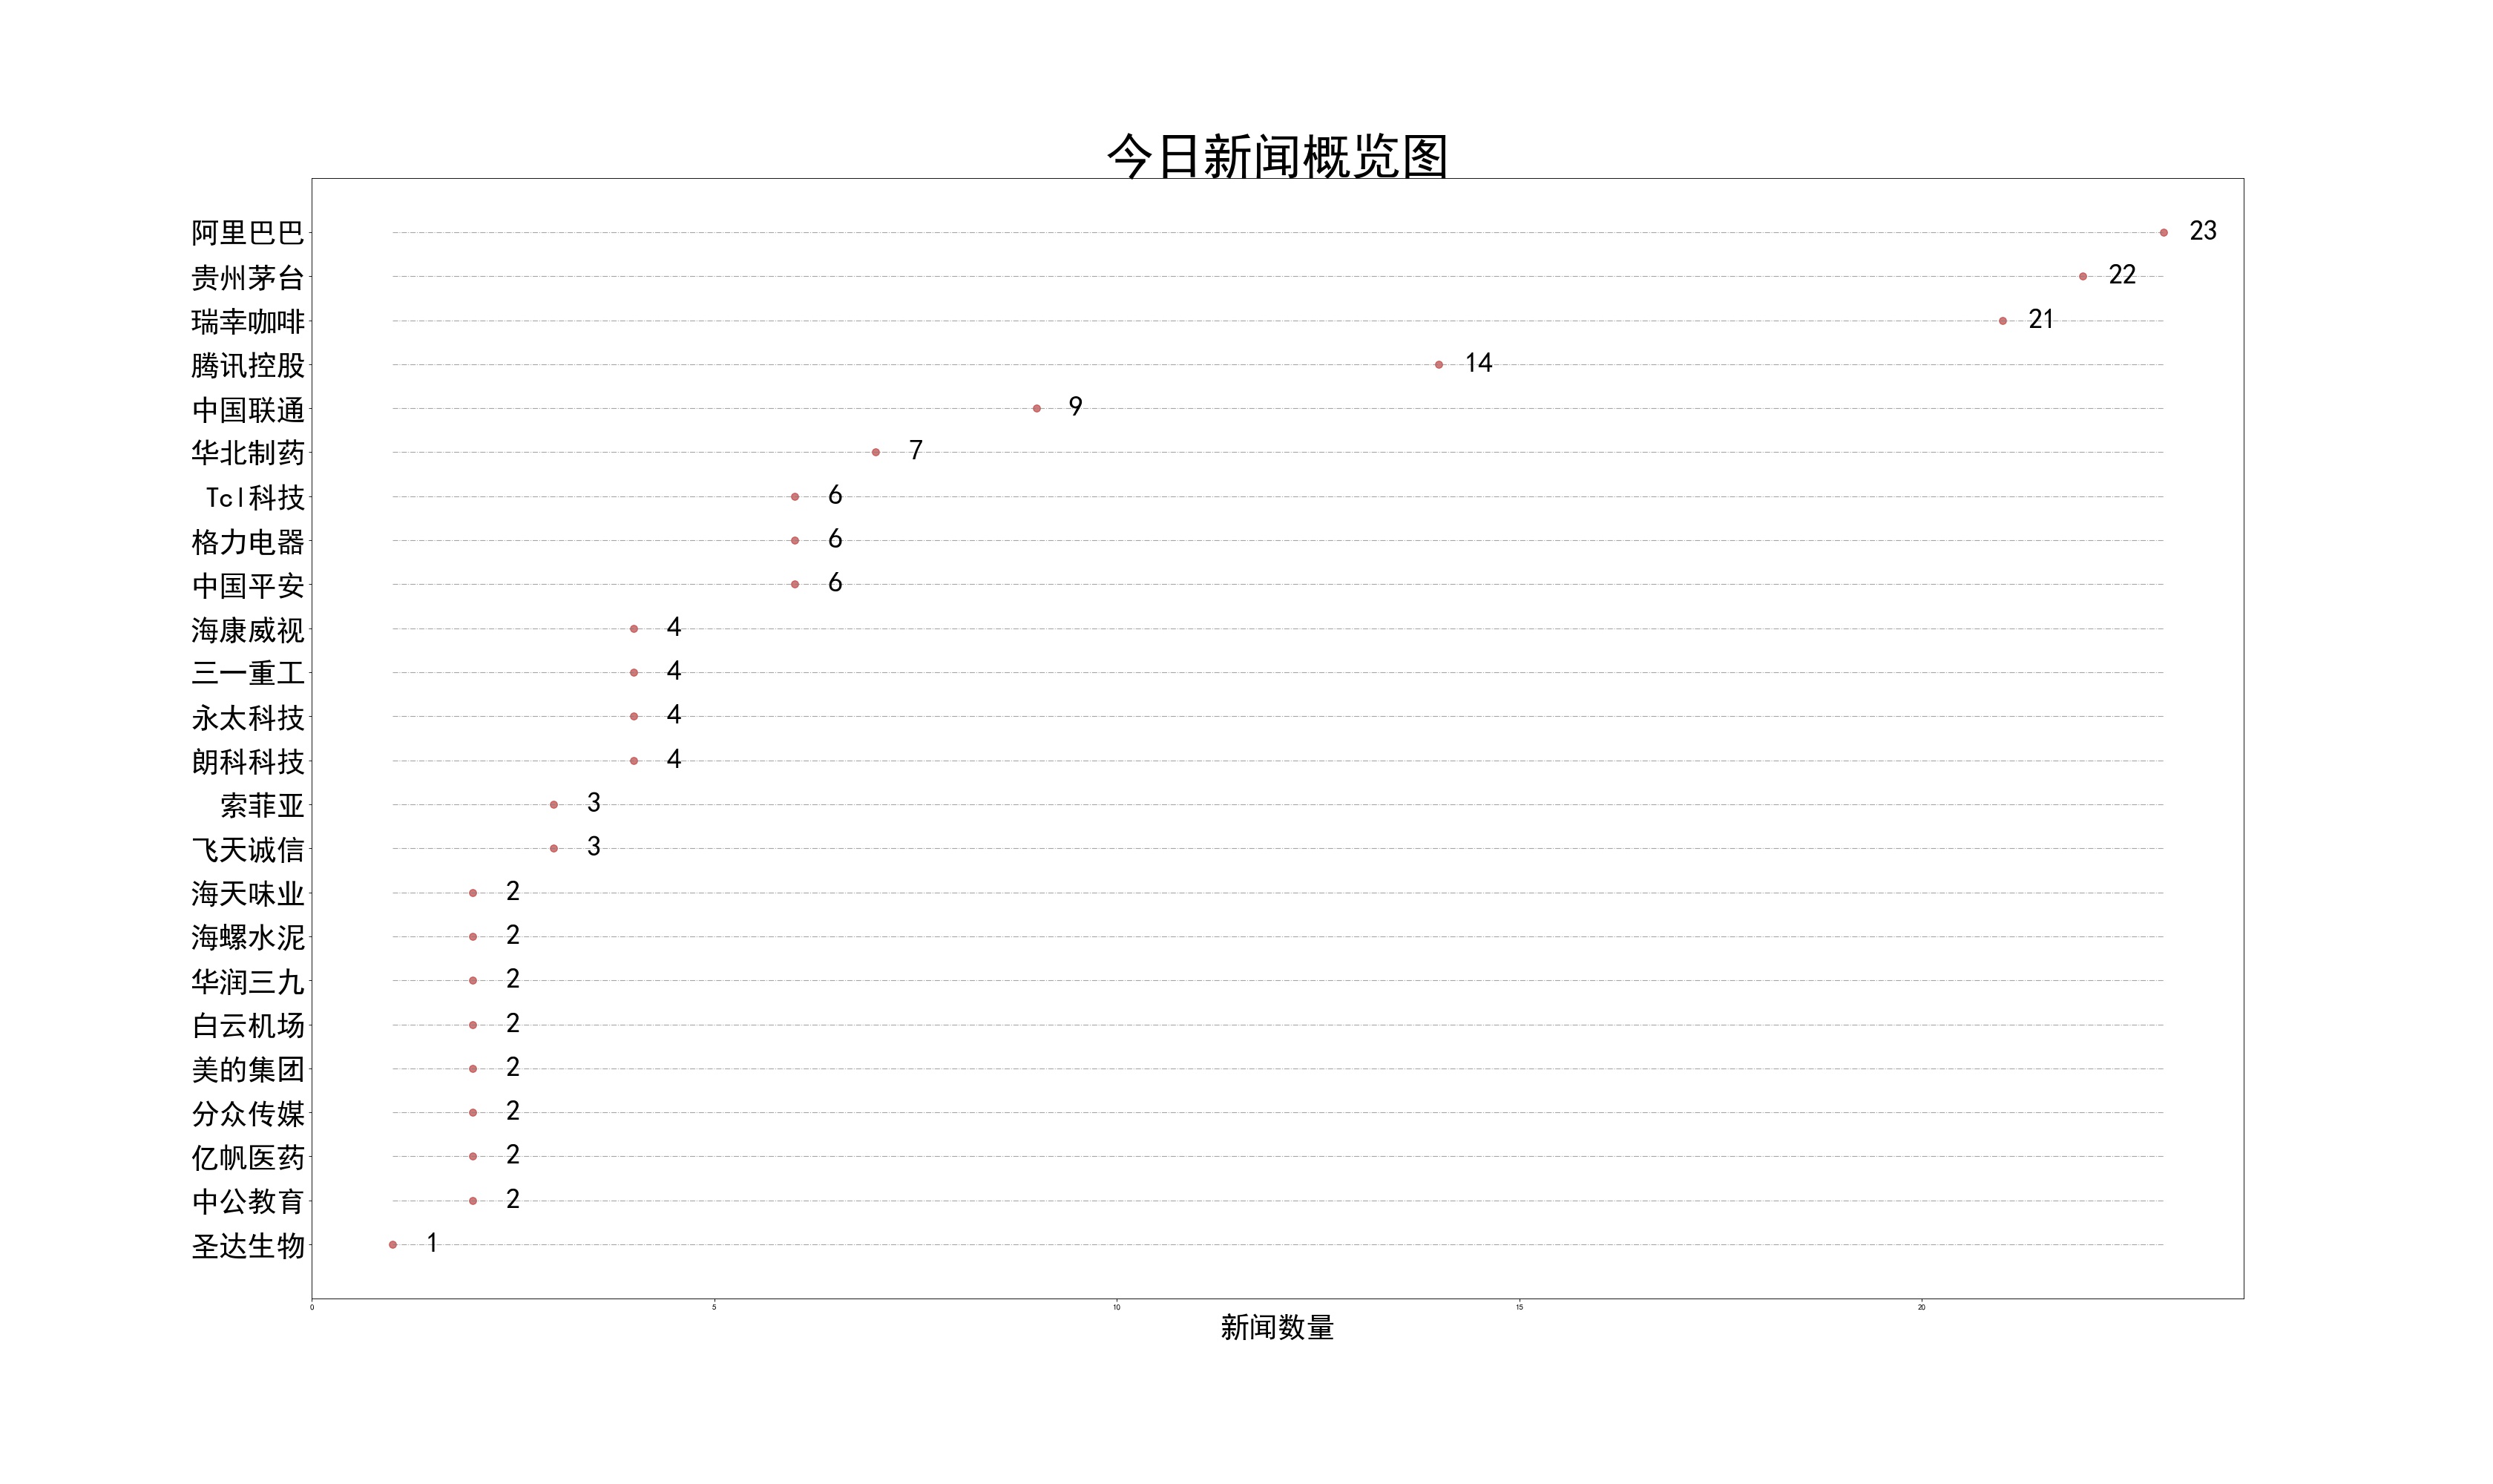 今日新闻概览图
阿里巴巴 23
贵州茅台 22
瑞幸咖啡 21
腾讯控股 14
中国联通 9
华北制药 7
Tcl科技 6
格力电器 6
中国平安 6
海康威视 4
三一重工 4
永太科技 4
朗科科技 4
索菲亚 3
飞天诚信 3
海天味业 2
海螺水泥 2
华润三九 2
白云机场 2
美的集团 2
分众传媒 2
亿帆医药 2
中公教育 2
圣达生物 1
0 5 10 15 20
新闻数量